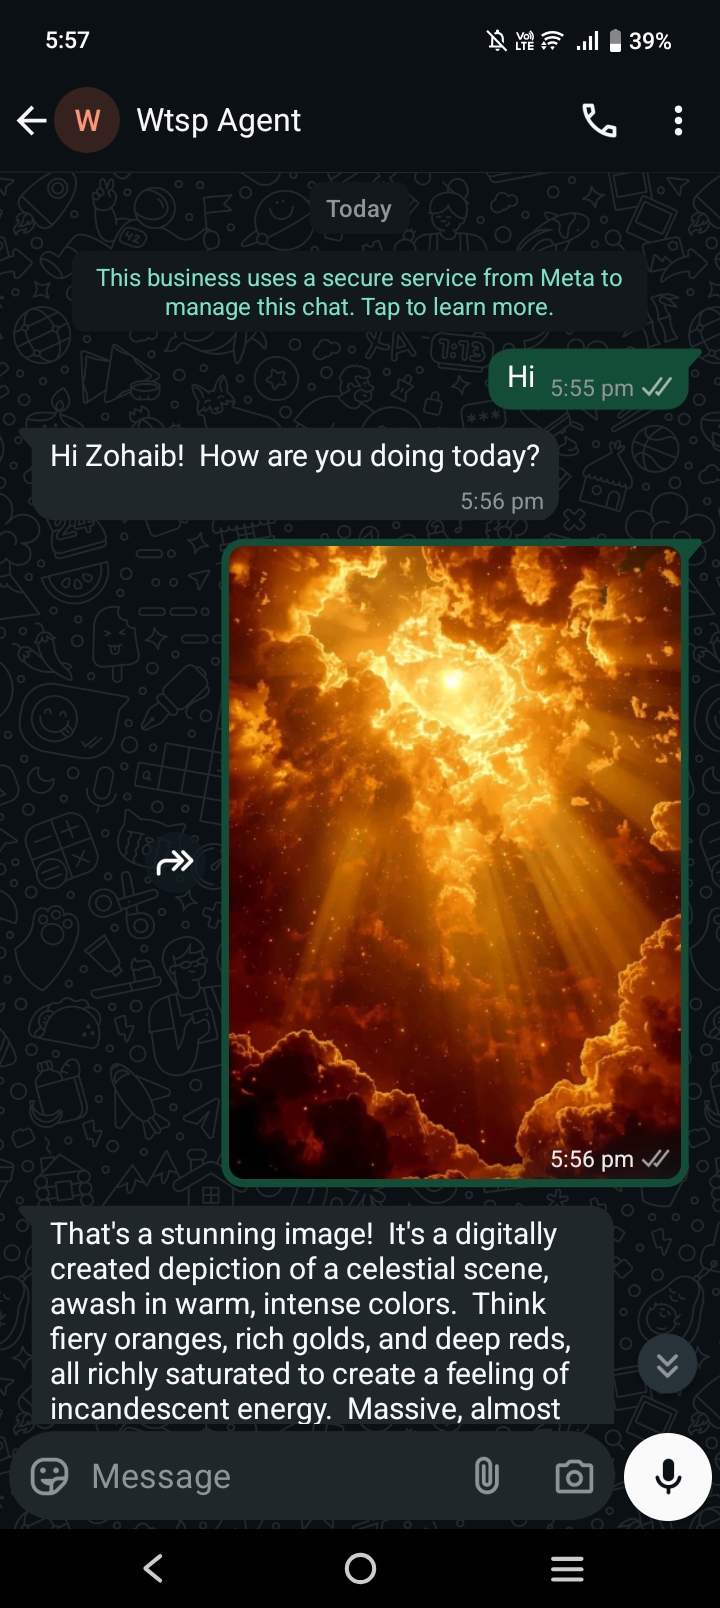 5:57
Vo) LTE 39%
W Wtsp Agent
Today
This business uses a secure service from Meta to
manage this chat. Tap to learn more.
Hi 5:55 pm
Hi Zohaib!  How are you doing today?
5:56 pm
5:56 pm
That's a stunning image!  It's a digitally
created depiction of a celestial scene,
awash in warm, intense colors.  Think
fiery oranges, rich golds, and deep reds,
all richly saturated to create a feeling of
incandescent energy.  Massive, almost
Message